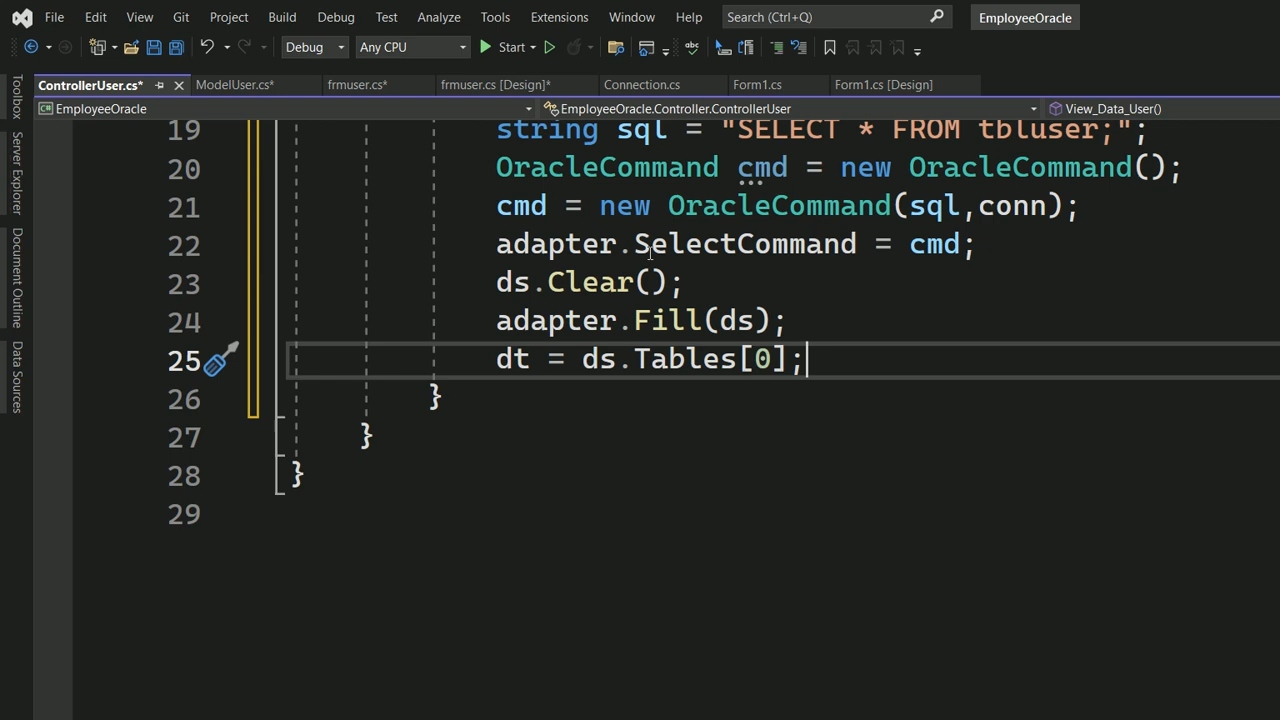 File Edit View Git Project Build Debug Test Analyze Tools Extensions Window Help Search (Ctrl+Q) EmployeeOracle
Debug Any CPU Start
ControllerUser.cs* ModelUser.cs* frmuser.cs* frmuser.cs [Design]* Connection.cs Form1.cs Form1.cs [Design]
EmployeeOracle EmployeeOracle.Controller.ControllerUser View_Data_User()
Toolbox
Server Explorer
Document Outline
Data Sources
19 string sql = "SELECT * FROM tbluser;";
20 OracleCommand cmd = new OracleCommand();
21 cmd = new OracleCommand(sql,conn);
22 adapter.SelectCommand = cmd;
23 ds.Clear();
24 adapter.Fill(ds);
25 dt = ds.Tables[0];
26 }
27 }
28 }
29